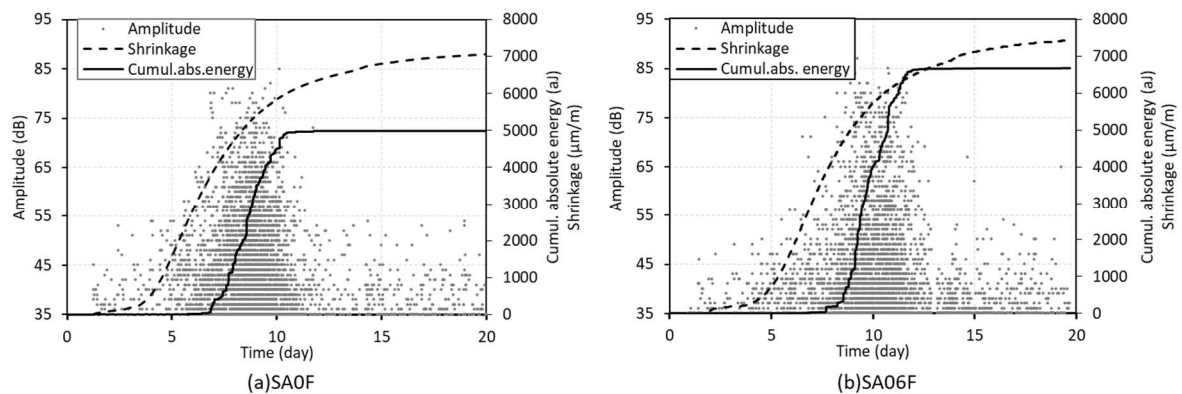 Amplitude
Shrinkage
Cumul.abs.energy
Amplitude (dB)
95
85
75
65
55
45
35
8000
7000
6000
5000
4000
3000
2000
1000
0
Cumul. absolute energy (aJ)
Shrinkage (μm/m)
0 5 10 15 20
Time (day)
(a)SA0F
Amplitude
Shrinkage
Cumul.abs. energy
Amplitude (dB)
95
85
75
65
55
45
35
8000
7000
6000
5000
4000
3000
2000
1000
0
Cumul. absolute energy (aJ)
Shrinkage (μm/m)
0 5 10 15 20
Time (day)
(b)SA06F